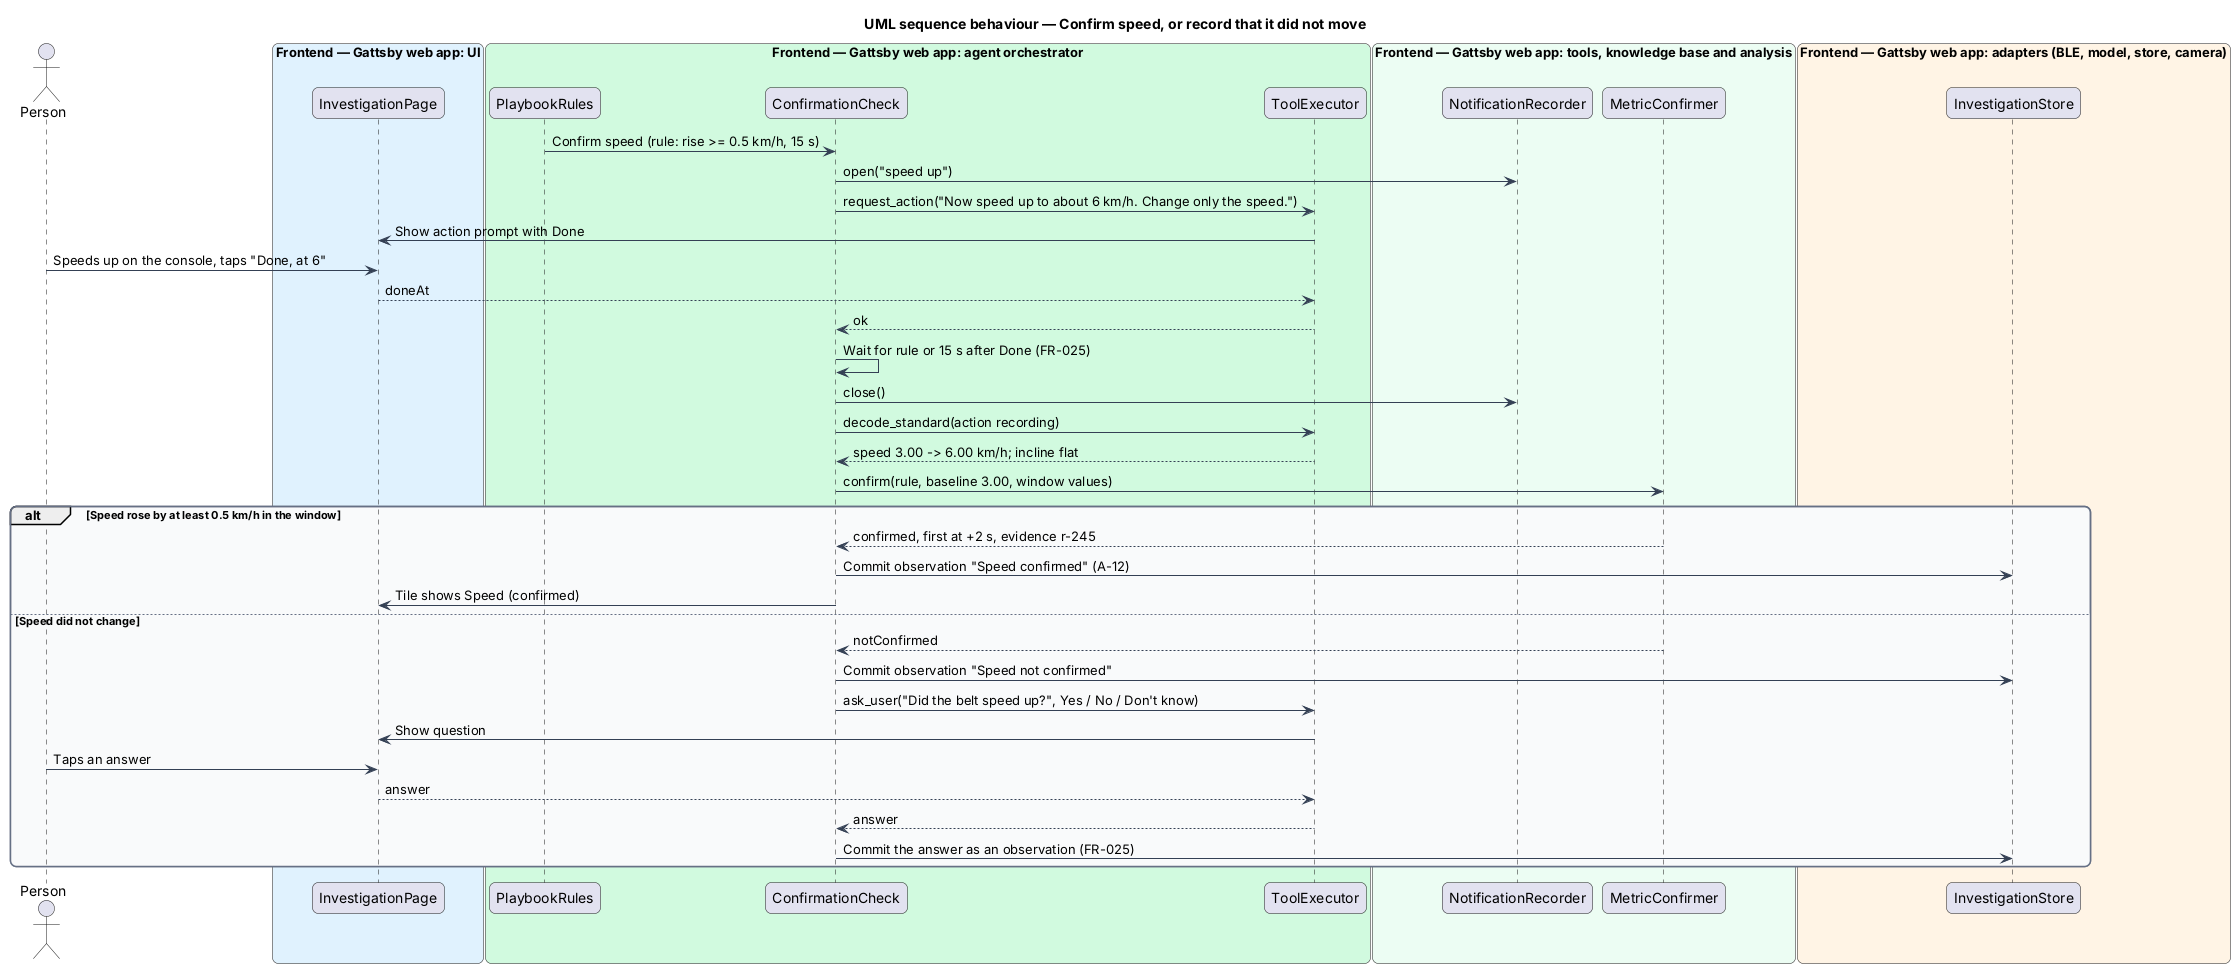 UML sequence behaviour — Confirm speed, or record that it did not move
Frontend — Gattsby web app: UI
Frontend — Gattsby web app: agent orchestrator
Frontend — Gattsby web app: tools, knowledge base and analysis
Frontend — Gattsby web app: adapters (BLE, model, store, camera)
Person
InvestigationPage
PlaybookRules
ConfirmationCheck
ToolExecutor
NotificationRecorder
MetricConfirmer
InvestigationStore
Confirm speed (rule: rise >= 0.5 km/h, 15 s)
open("speed up")
request_action("Now speed up to about 6 km/h. Change only the speed.")
Show action prompt with Done
Speeds up on the console, taps "Done, at 6"
doneAt
ok
Wait for rule or 15 s after Done (FR-025)
close()
decode_standard(action recording)
speed 3.00 -> 6.00 km/h; incline flat
confirm(rule, baseline 3.00, window values)
alt
[Speed rose by at least 0.5 km/h in the window]
confirmed, first at +2 s, evidence r-245
Commit observation "Speed confirmed" (A-12)
Tile shows Speed (confirmed)
[Speed did not change]
notConfirmed
Commit observation "Speed not confirmed"
ask_user("Did the belt speed up?", Yes / No / Don't know)
Show question
Taps an answer
answer
answer
Commit the answer as an observation (FR-025)
Person
InvestigationPage
PlaybookRules
ConfirmationCheck
ToolExecutor
NotificationRecorder
MetricConfirmer
InvestigationStore